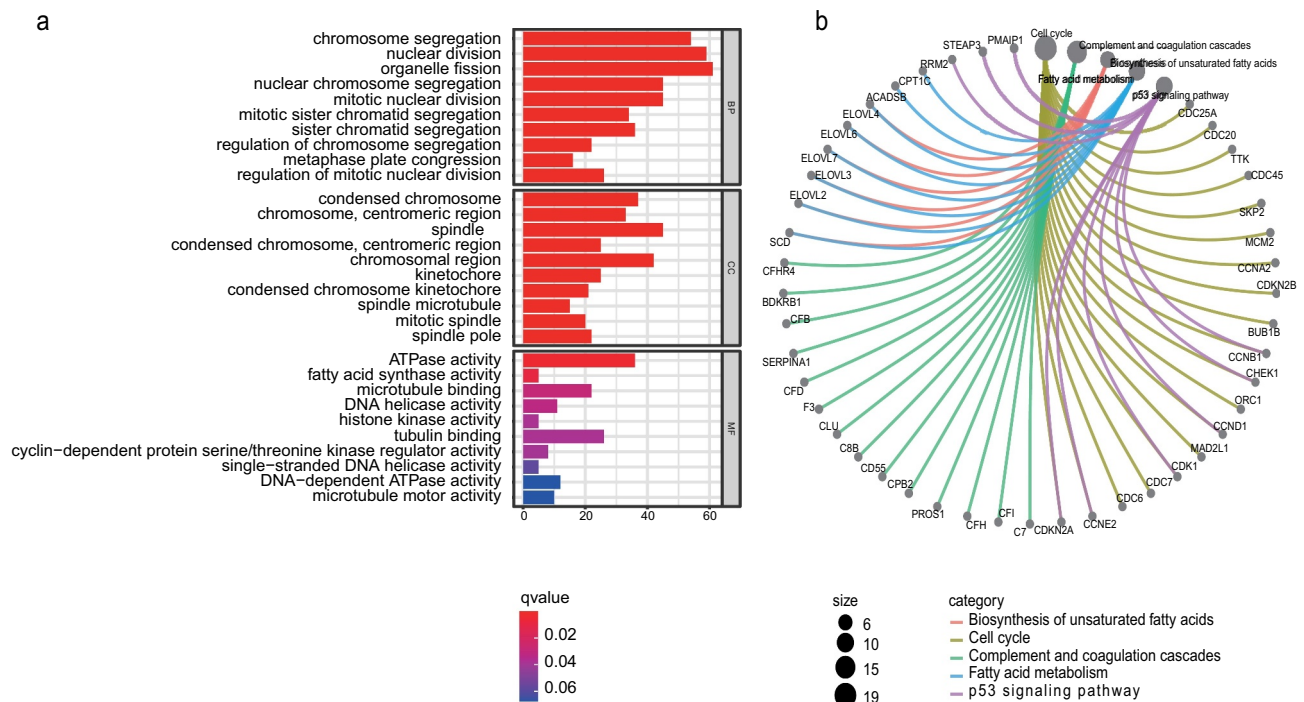 a
chromosome segregation
nuclear division
organelle fission
nuclear chromosome segregation
mitotic nuclear division
mitotic sister chromatid segregation
sister chromatid segregation
regulation of chromosome segregation
metaphase plate congression
regulation of mitotic nuclear division
BP
condensed chromosome
chromosome, centromeric region
spindle
condensed chromosome, centromeric region
chromosomal region
kinetochore
condensed chromosome kinetochore
spindle microtubule
mitotic spindle
spindle pole
CC
ATPase activity
fatty acid synthase activity
microtubule binding
DNA helicase activity
histone kinase activity
tubulin binding
cyclin−dependent protein serine/threonine kinase regulator activity
single−stranded DNA helicase activity
DNA−dependent ATPase activity
microtubule motor activity
MF
0 20 40 60
qvalue
0.02
0.04
0.06
b
Cell cycle
Complement and coagulation cascades
Biosynthesis of unsaturated fatty acids
Fatty acid metabolism
p53 signaling pathway
CDC25A
CDC20
TTK
CDC45
SKP2
MCM2
CCNA2
CDKN2B
BUB1B
CCNB1
CHEK1
ORC1
CCND1
MAD2L1
CDK1
CDC7
CDC6
CCNE2
CDKN2A
C7
CFI
CFH
PROS1
CPB2
CD55
C8B
CLU
F3
CFD
SERPINA1
CFB
BDKRB1
CFHR4
SCD
ELOVL2
ELOVL3
ELOVL7
ELOVL6
ELOVL4
ACADSB
CPT1C
RRM2
STEAP3
PMAIP1
size
6
10
15
19
category
Biosynthesis of unsaturated fatty acids
Cell cycle
Complement and coagulation cascades
Fatty acid metabolism
p53 signaling pathway